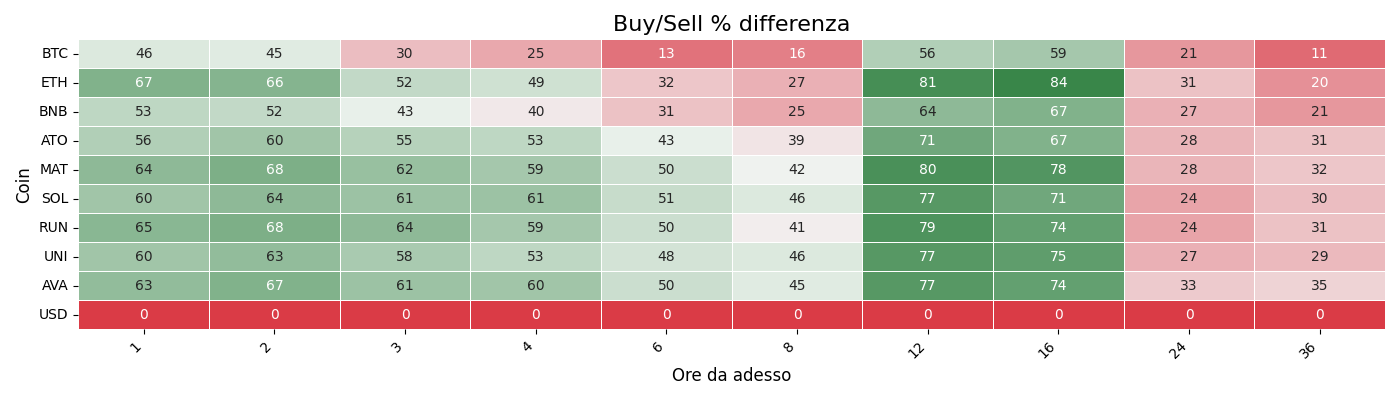 Buy/Sell % differenza
BTC 46 45 30 25 13 16 56 59 21 11
ETH 67 66 52 49 32 27 81 84 31 20
BNB 53 52 43 40 31 25 64 67 27 21
ATO 56 60 55 53 43 39 71 67 28 31
MAT 64 68 62 59 50 42 80 78 28 32
SOL 60 64 61 61 51 46 77 71 24 30
RUN 65 68 64 59 50 41 79 74 24 31
UNI 60 63 58 53 48 46 77 75 27 29
AVA 63 67 61 60 50 45 77 74 33 35
USD 0 0 0 0 0 0 0 0 0 0
Coin
1 2 3 4 6 8 12 16 24 36
Ore da adesso